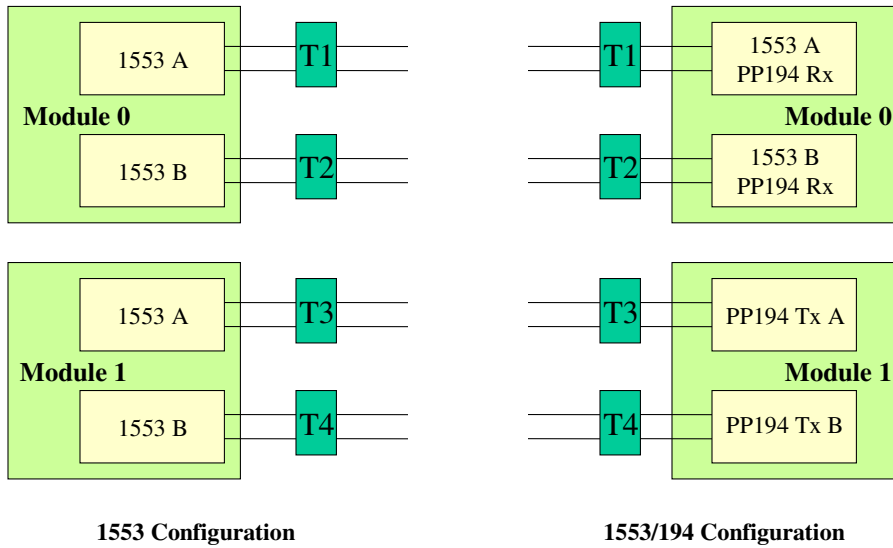 1553 A
T1
Module 0
1553 B
T2
1553 A
T3
Module 1
1553 B
T4
1553 Configuration
T1
1553 A
PP194 Rx
Module 0
T2
1553 B
PP194 Rx
T3
PP194 Tx A
Module 1
T4
PP194 Tx B
1553/194 Configuration